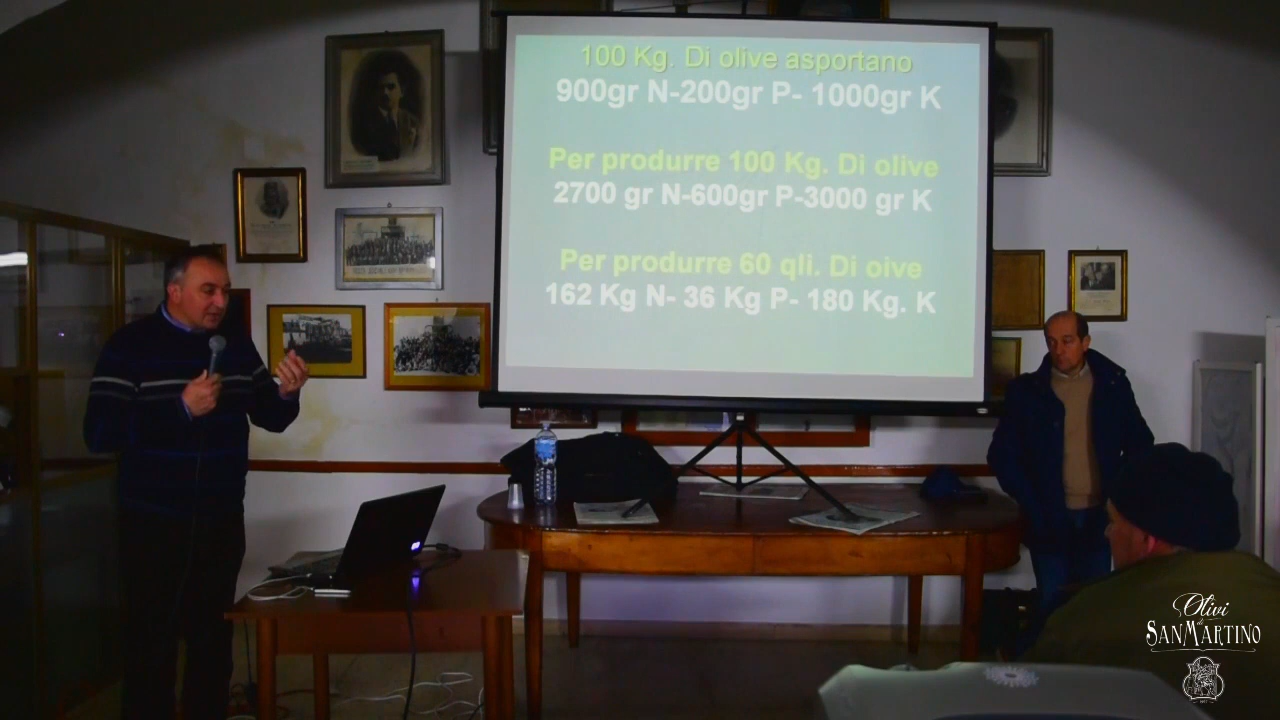 100 Kg. Di olive asportano
900gr N-200gr P- 1000gr K
Per produrre 100 Kg. Di olive
2700 gr N-600gr P-3000 gr K
Per produrre 60 qli. Di oive
162 Kg N- 36 Kg P- 180 Kg. K
Olivi
di
SANMARTINO